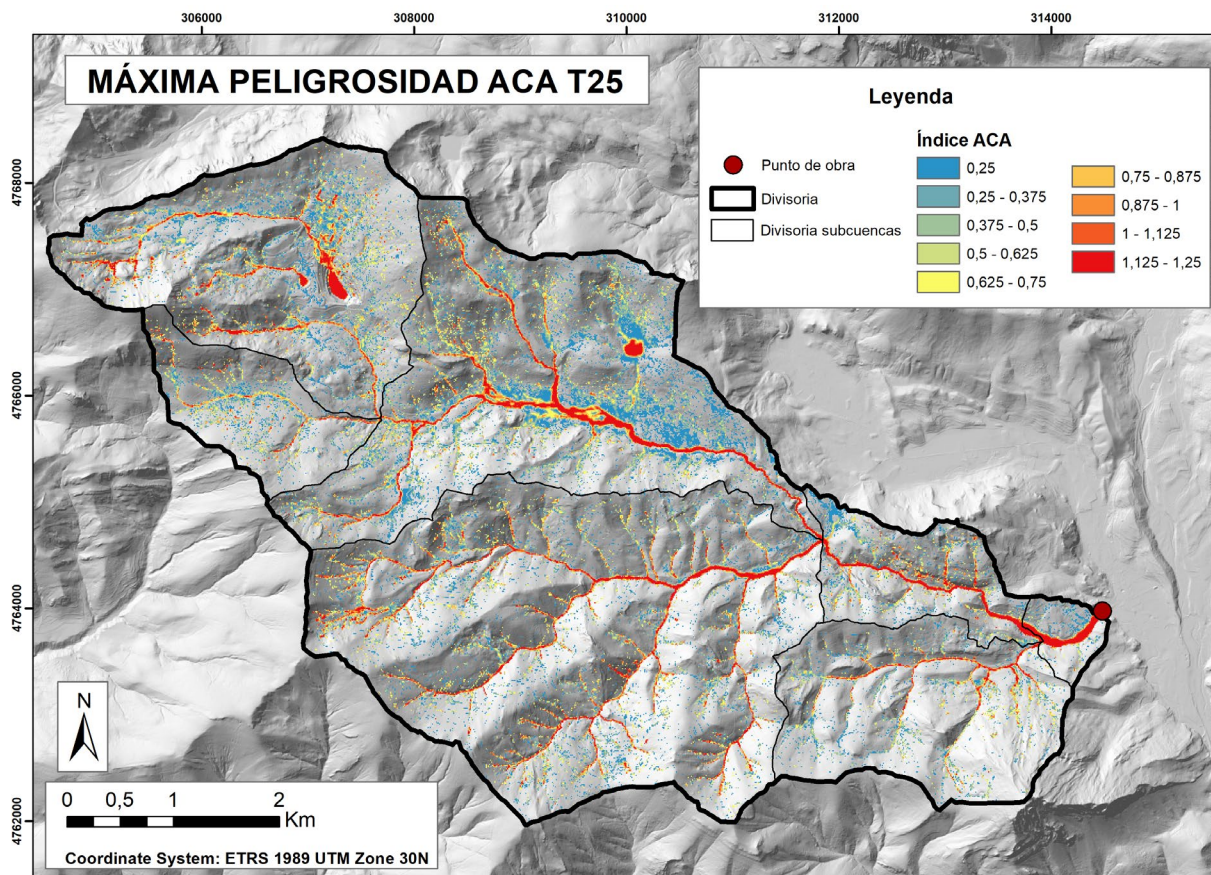 306000 308000 310000 312000 314000
MÁXIMA PELIGROSIDAD ACA T25
Leyenda
Punto de obra
Divisoria
Divisoria subcuencas
Índice ACA
0,25
0,25 - 0,375
0,375 - 0,5
0,5 - 0,625
0,625 - 0,75
0,75 - 0,875
0,875 - 1
1 - 1,125
1,125 - 1,25
4768000
4766000
4764000
4762000
N
0 0,5 1 2
Km
Coordinate System: ETRS 1989 UTM Zone 30N